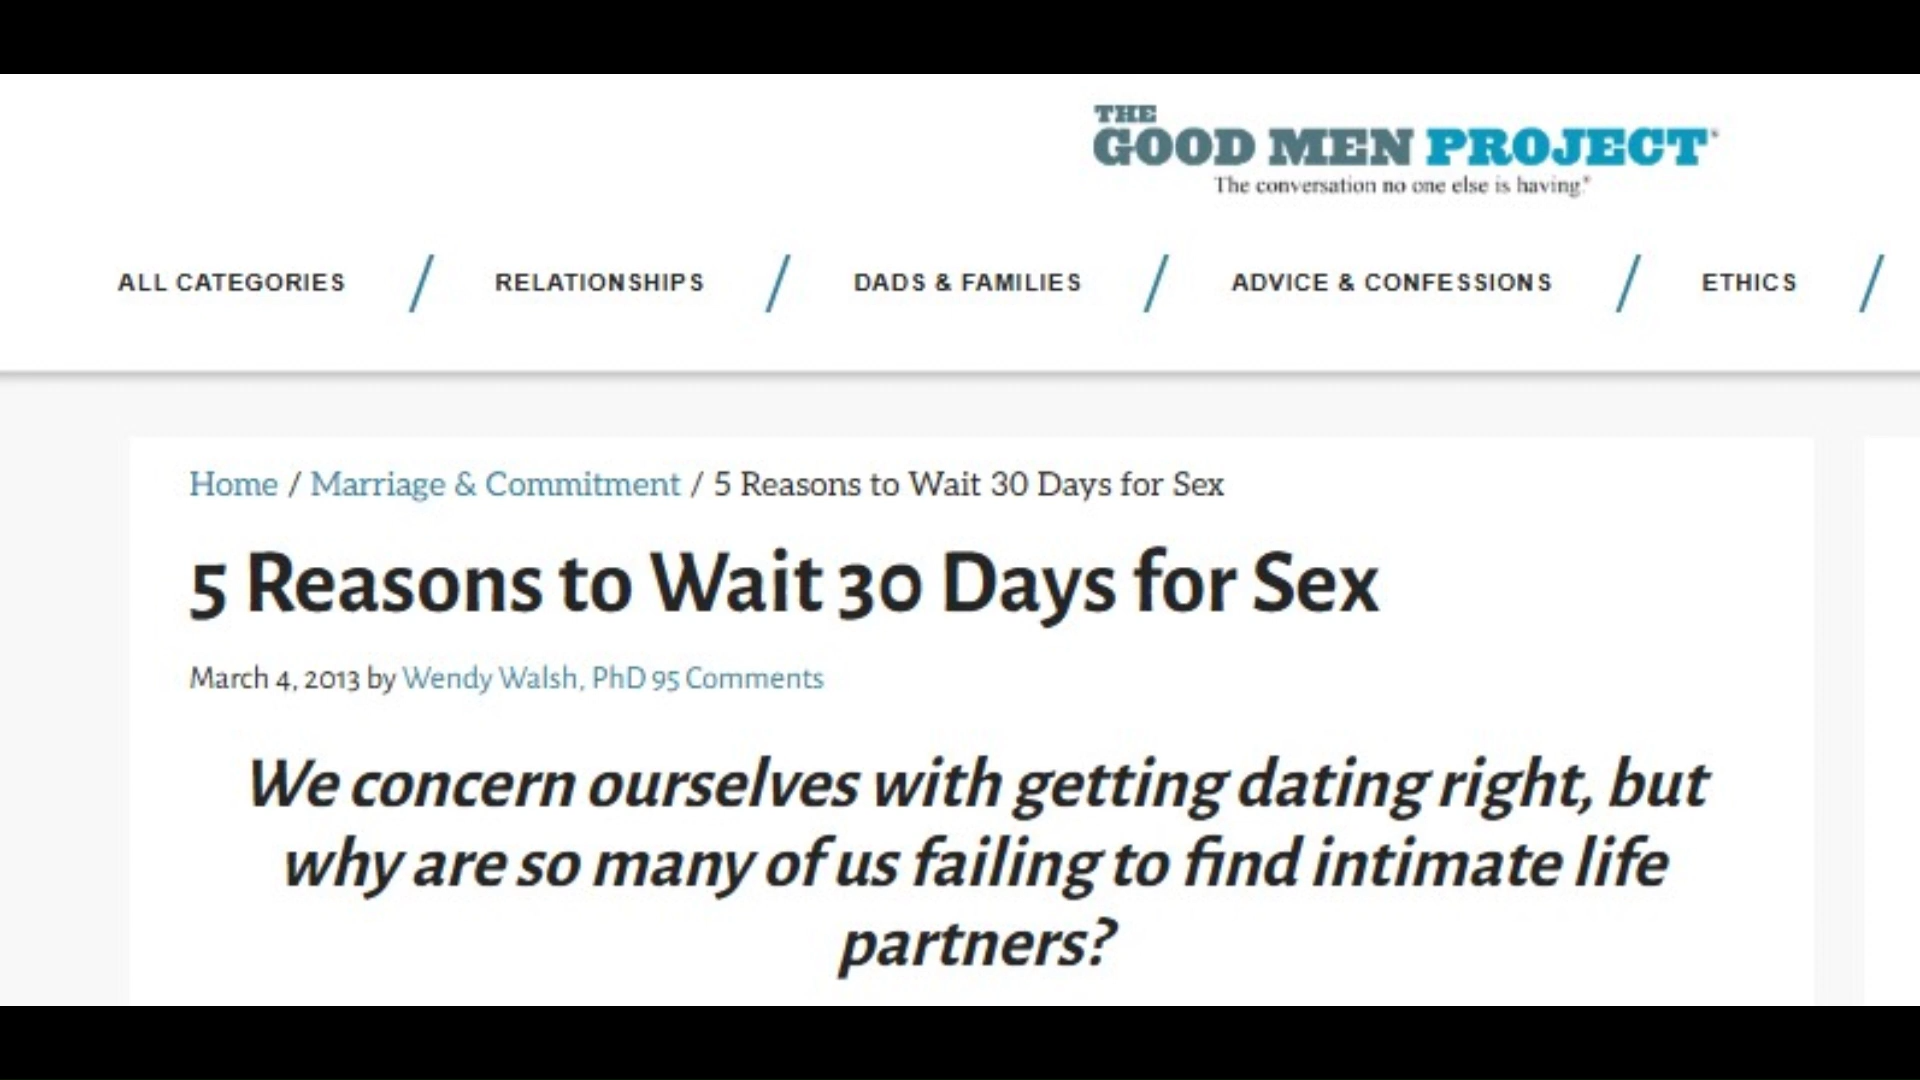 THE
GOOD MEN PROJECT®
The conversation no one else is having.®
ALL CATEGORIES / RELATIONSHIPS / DADS & FAMILIES / ADVICE & CONFESSIONS / ETHICS /
Home / Marriage & Commitment / 5 Reasons to Wait 30 Days for Sex
5 Reasons to Wait 30 Days for Sex
March 4, 2013 by Wendy Walsh, PhD 95 Comments
We concern ourselves with getting dating right, but
why are so many of us failing to find intimate life
partners?